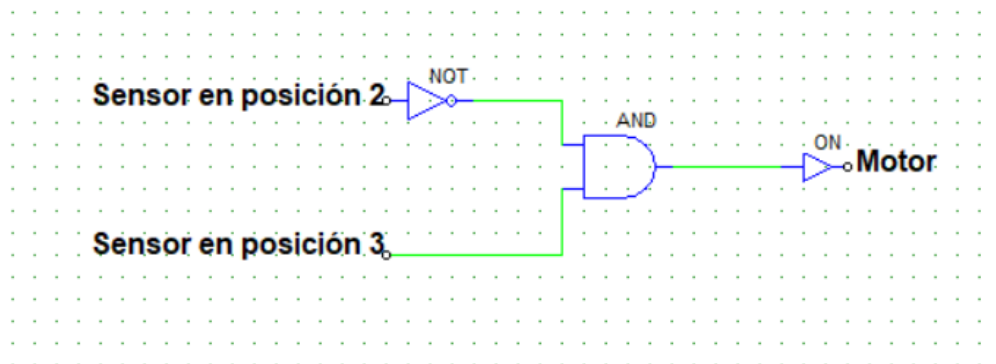 NOT
Sensor en posición 2
AND
ON
Motor
Sensor en posición 3